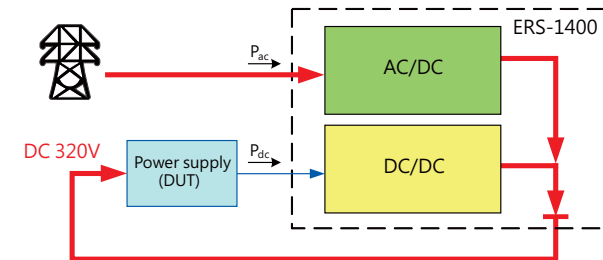 ERS-1400
Pac
AC/DC
DC 320V
Power supply
(DUT)
Pdc
DC/DC